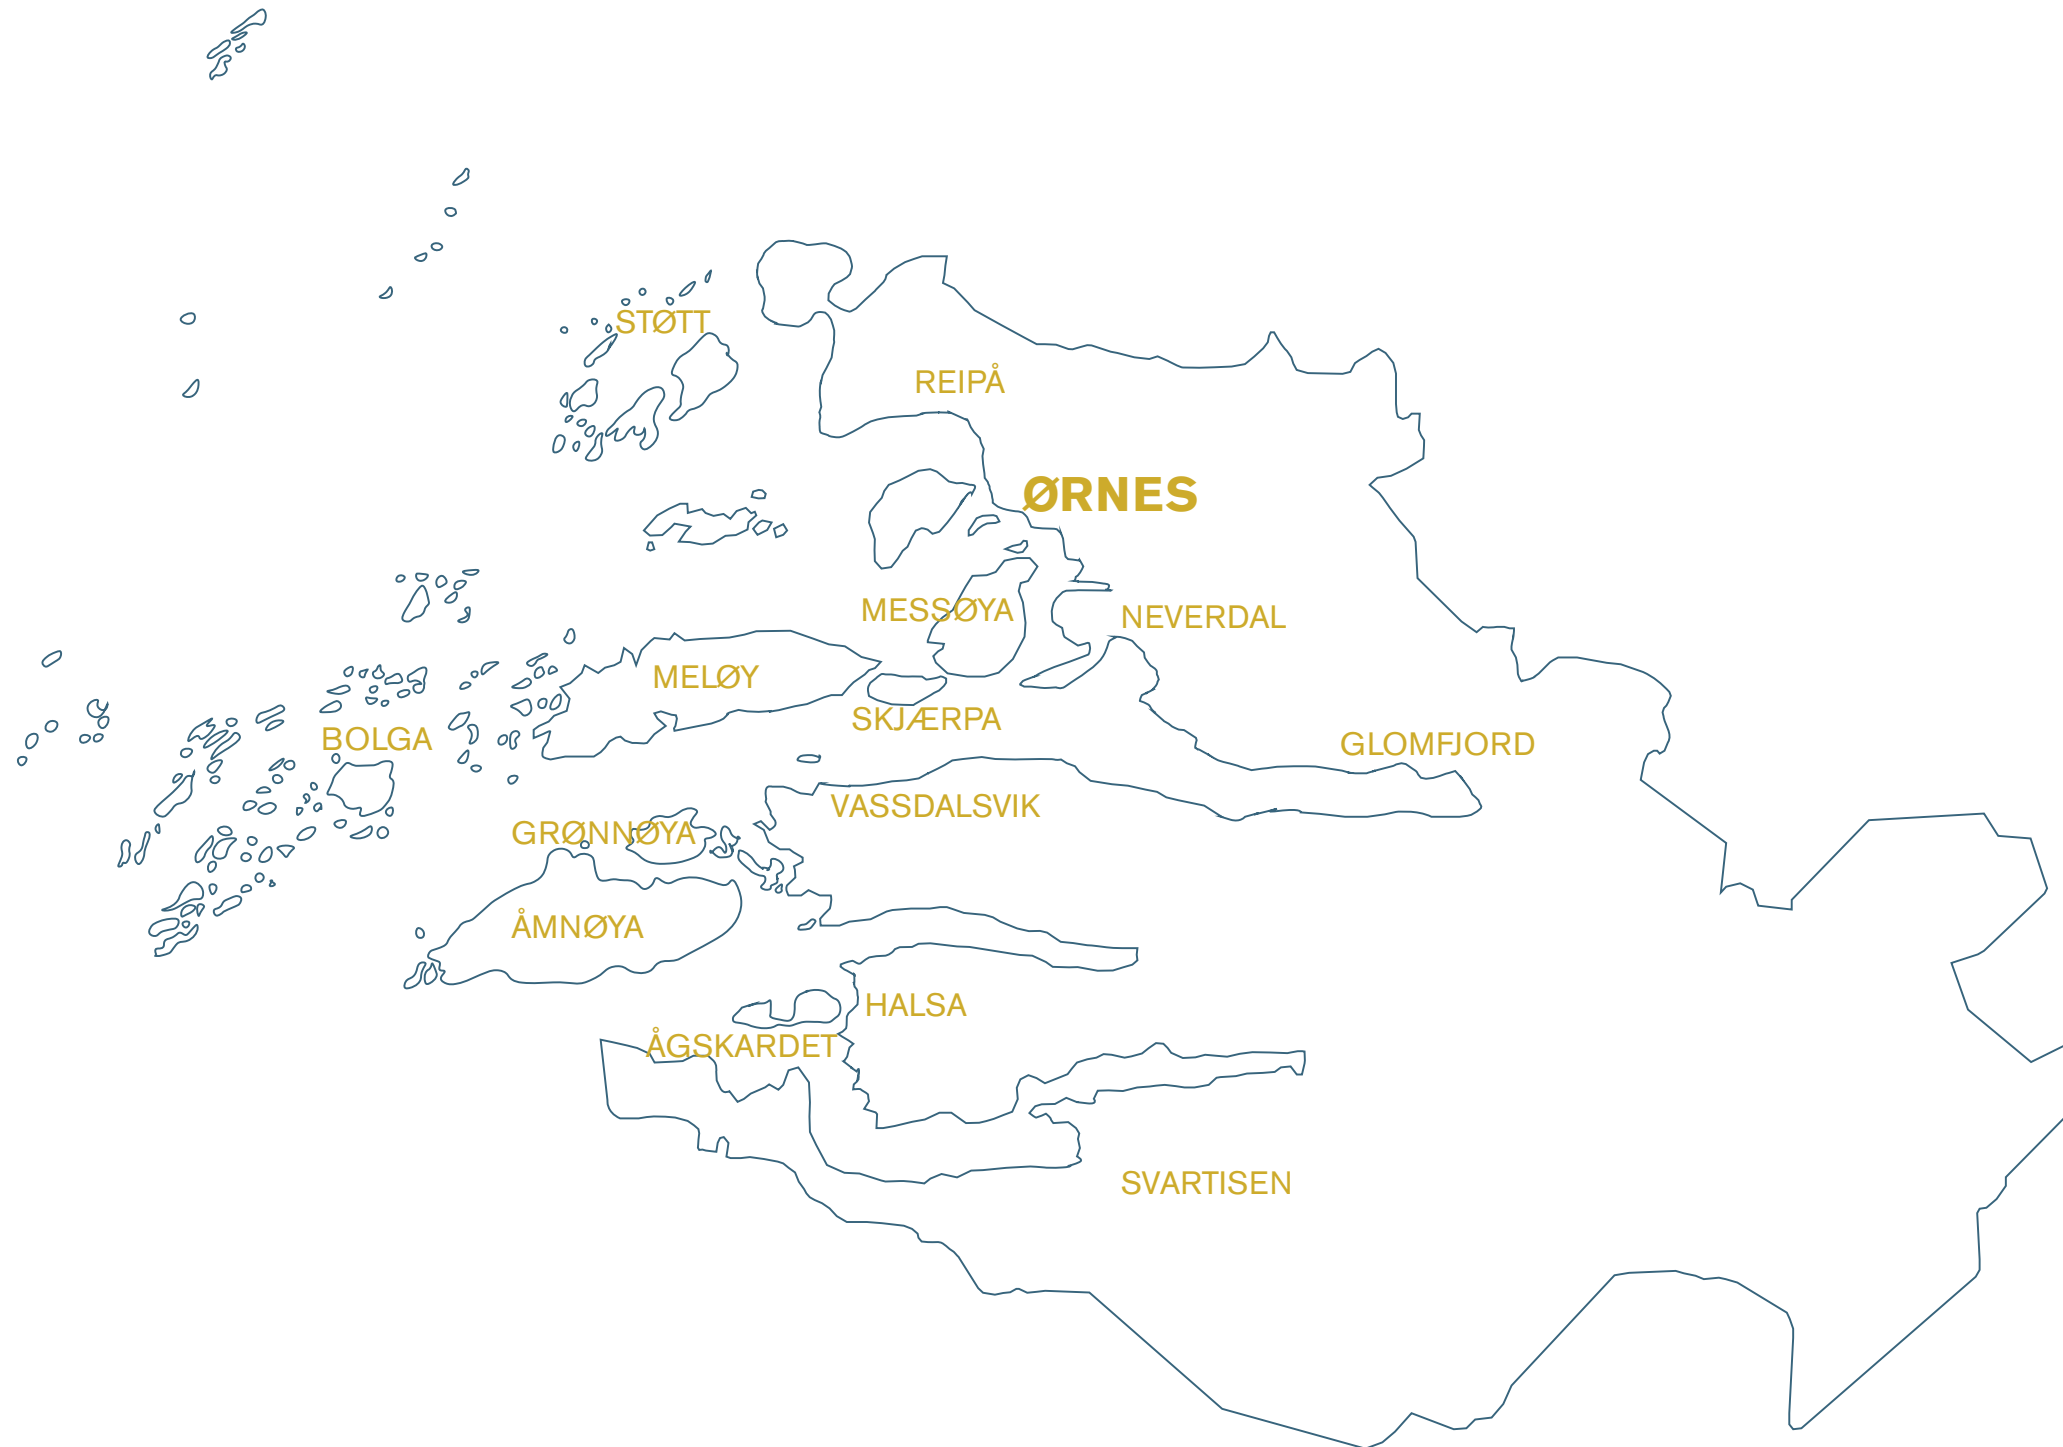 STØTT
REIPÅ
ØRNES
MESSØYA
NEVERDAL
MELØY
SKJÆRPA
BOLGA
GLOMFJORD
VASSDALSVIK
GRØNNØYA
ÅMNØYA
HALSA
ÅGSKARDET
SVARTISEN